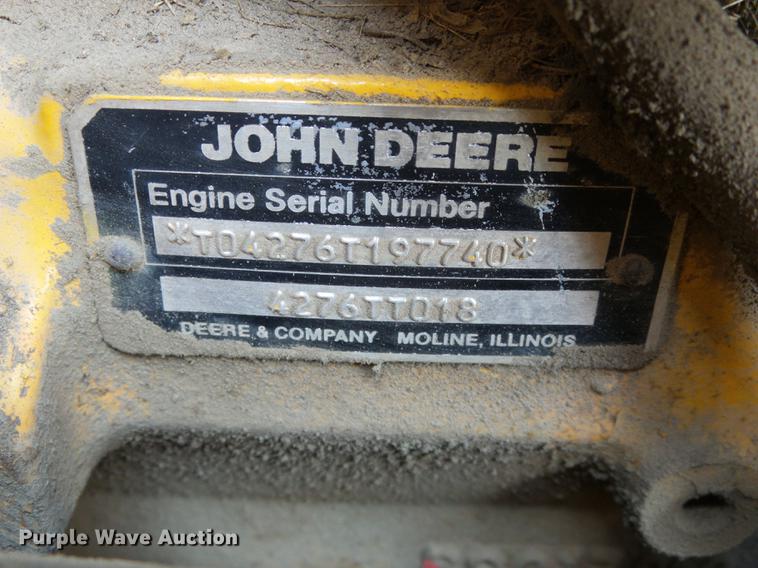 JOHN DEERE
Engine Serial Number
*T04276T197740*
4276TT018
DEERE & COMPANY MOLINE, ILLINOIS
Purple Wave Auction